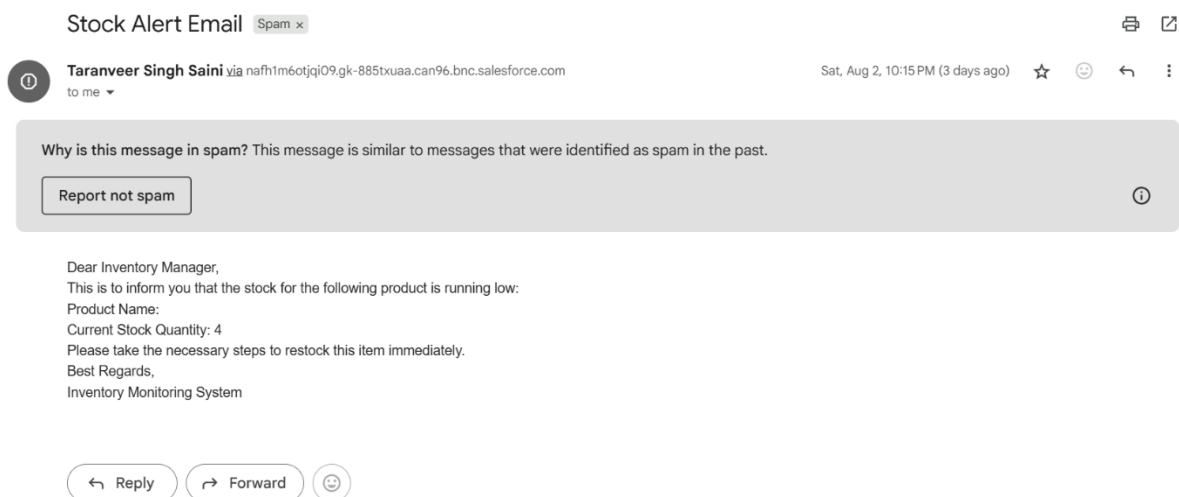 Stock Alert Email Spam ×
Taranveer Singh Saini via nafh1m6otjqi09.gk-885txuaa.can96.bnc.salesforce.com Sat, Aug 2, 10:15 PM (3 days ago)
to me
Why is this message in spam? This message is similar to messages that were identified as spam in the past.
Report not spam
Dear Inventory Manager,
This is to inform you that the stock for the following product is running low:
Product Name:
Current Stock Quantity: 4
Please take the necessary steps to restock this item immediately.
Best Regards,
Inventory Monitoring System
Reply Forward